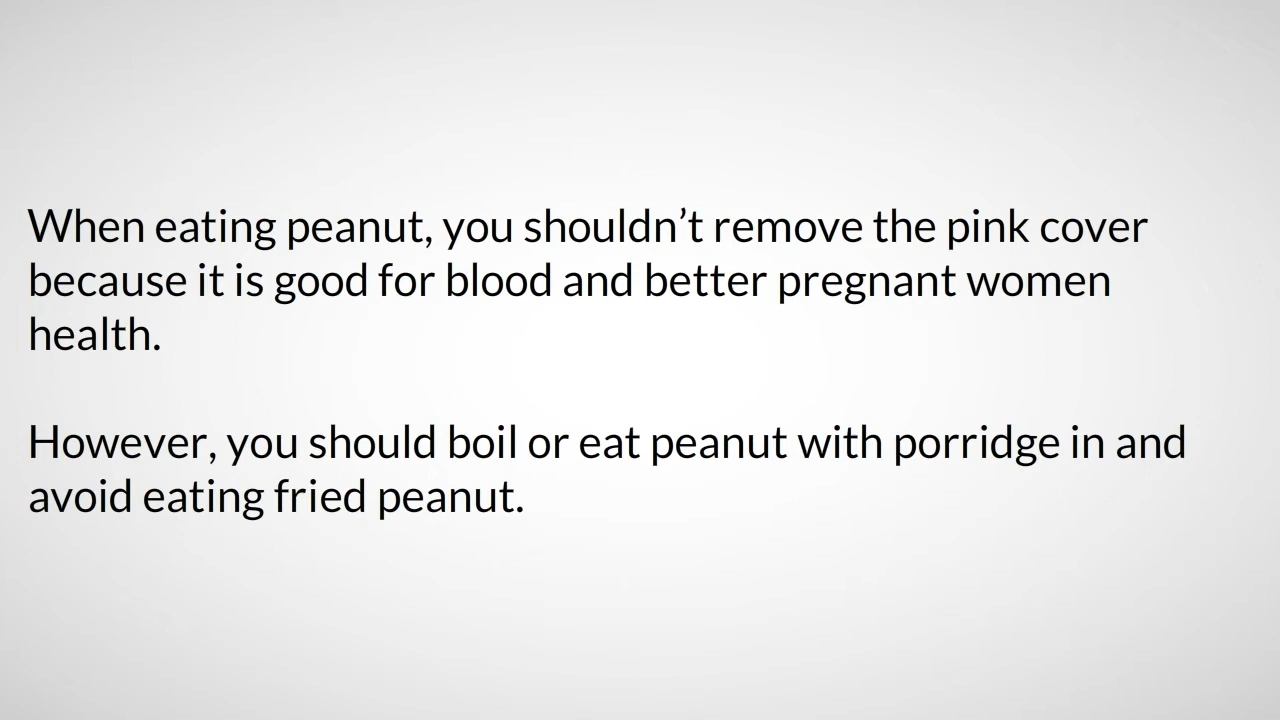 When eating peanut, you shouldn’t remove the pink cover
because it is good for blood and better pregnant women
health.
However, you should boil or eat peanut with porridge in and
avoid eating fried peanut.